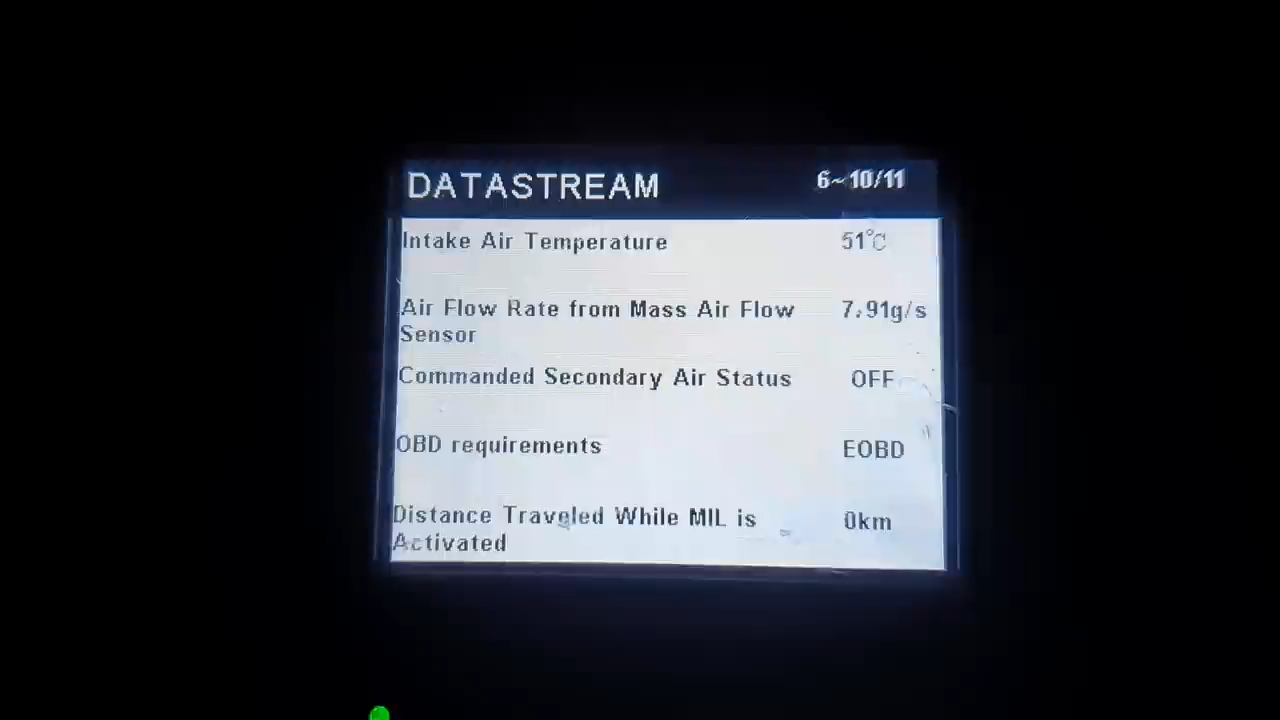 DATASTREAM 6~10/11
Intake Air Temperature 51°C
Air Flow Rate from Mass Air Flow 7.91g/s
Sensor
Commanded Secondary Air Status OFF
OBD requirements EOBD
Distance Traveled While MIL is 0km
Activated